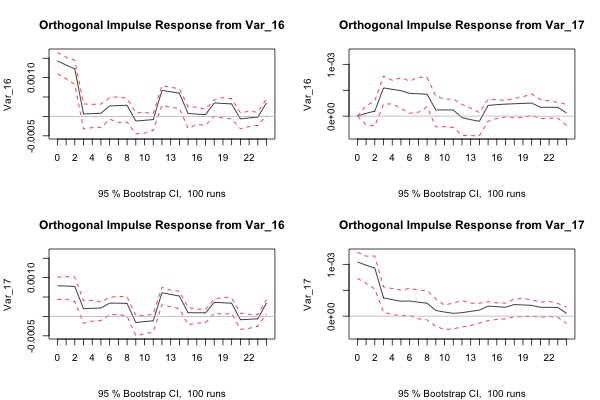 Orthogonal Impulse Response from Var_16
Var_16
0.0010
-0.0005
0 2 4 6 8 10 13 16 19 22
95 % Bootstrap CI, 100 runs
Orthogonal Impulse Response from Var_17
Var_16
1e-03
0e+00
0 2 4 6 8 10 13 16 19 22
95 % Bootstrap CI, 100 runs
Orthogonal Impulse Response from Var_16
Var_17
0.0010
-0.0005
0 2 4 6 8 10 13 16 19 22
95 % Bootstrap CI, 100 runs
Orthogonal Impulse Response from Var_17
Var_17
1e-03
0e+00
0 2 4 6 8 10 13 16 19 22
95 % Bootstrap CI, 100 runs